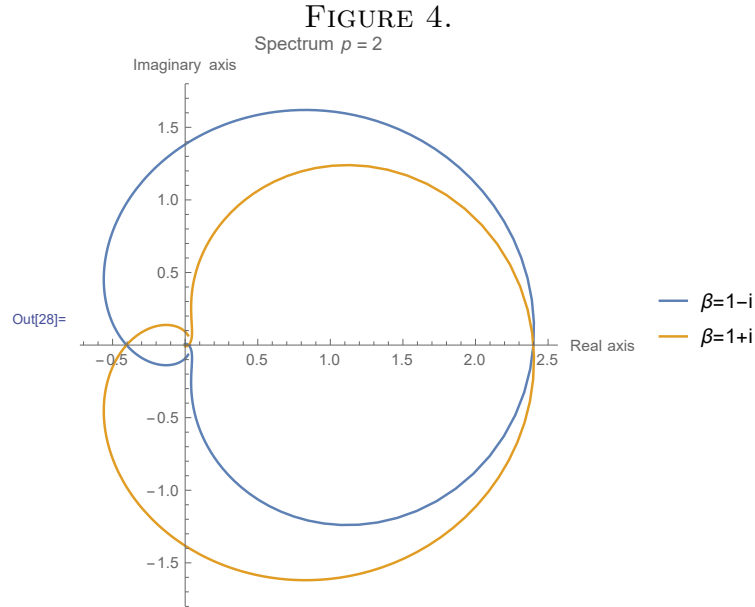 FIGURE 4.
Spectrum p = 2
Imaginary axis
1.5
1.0
0.5
Out[28]=
−0.5
0.5
1.0
1.5
2.0
2.5
Real axis
−0.5
−1.0
−1.5
β=1−i
β=1+i